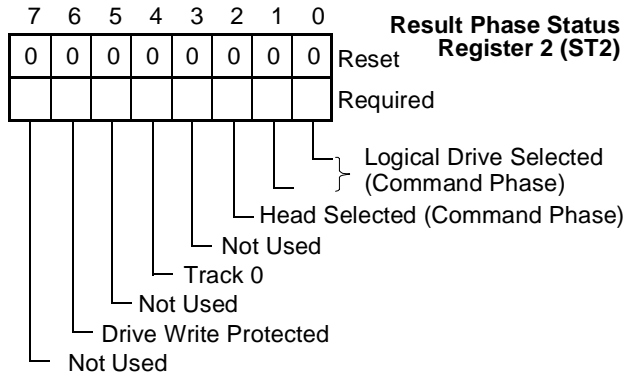 7 6 5 4 3 2 1 0
Result Phase Status
Register 2 (ST2)
0 0 0 0 0 0 0 0 Reset
Required
Logical Drive Selected
(Command Phase)
Head Selected (Command Phase)
Not Used
Track 0
Not Used
Drive Write Protected
Not Used